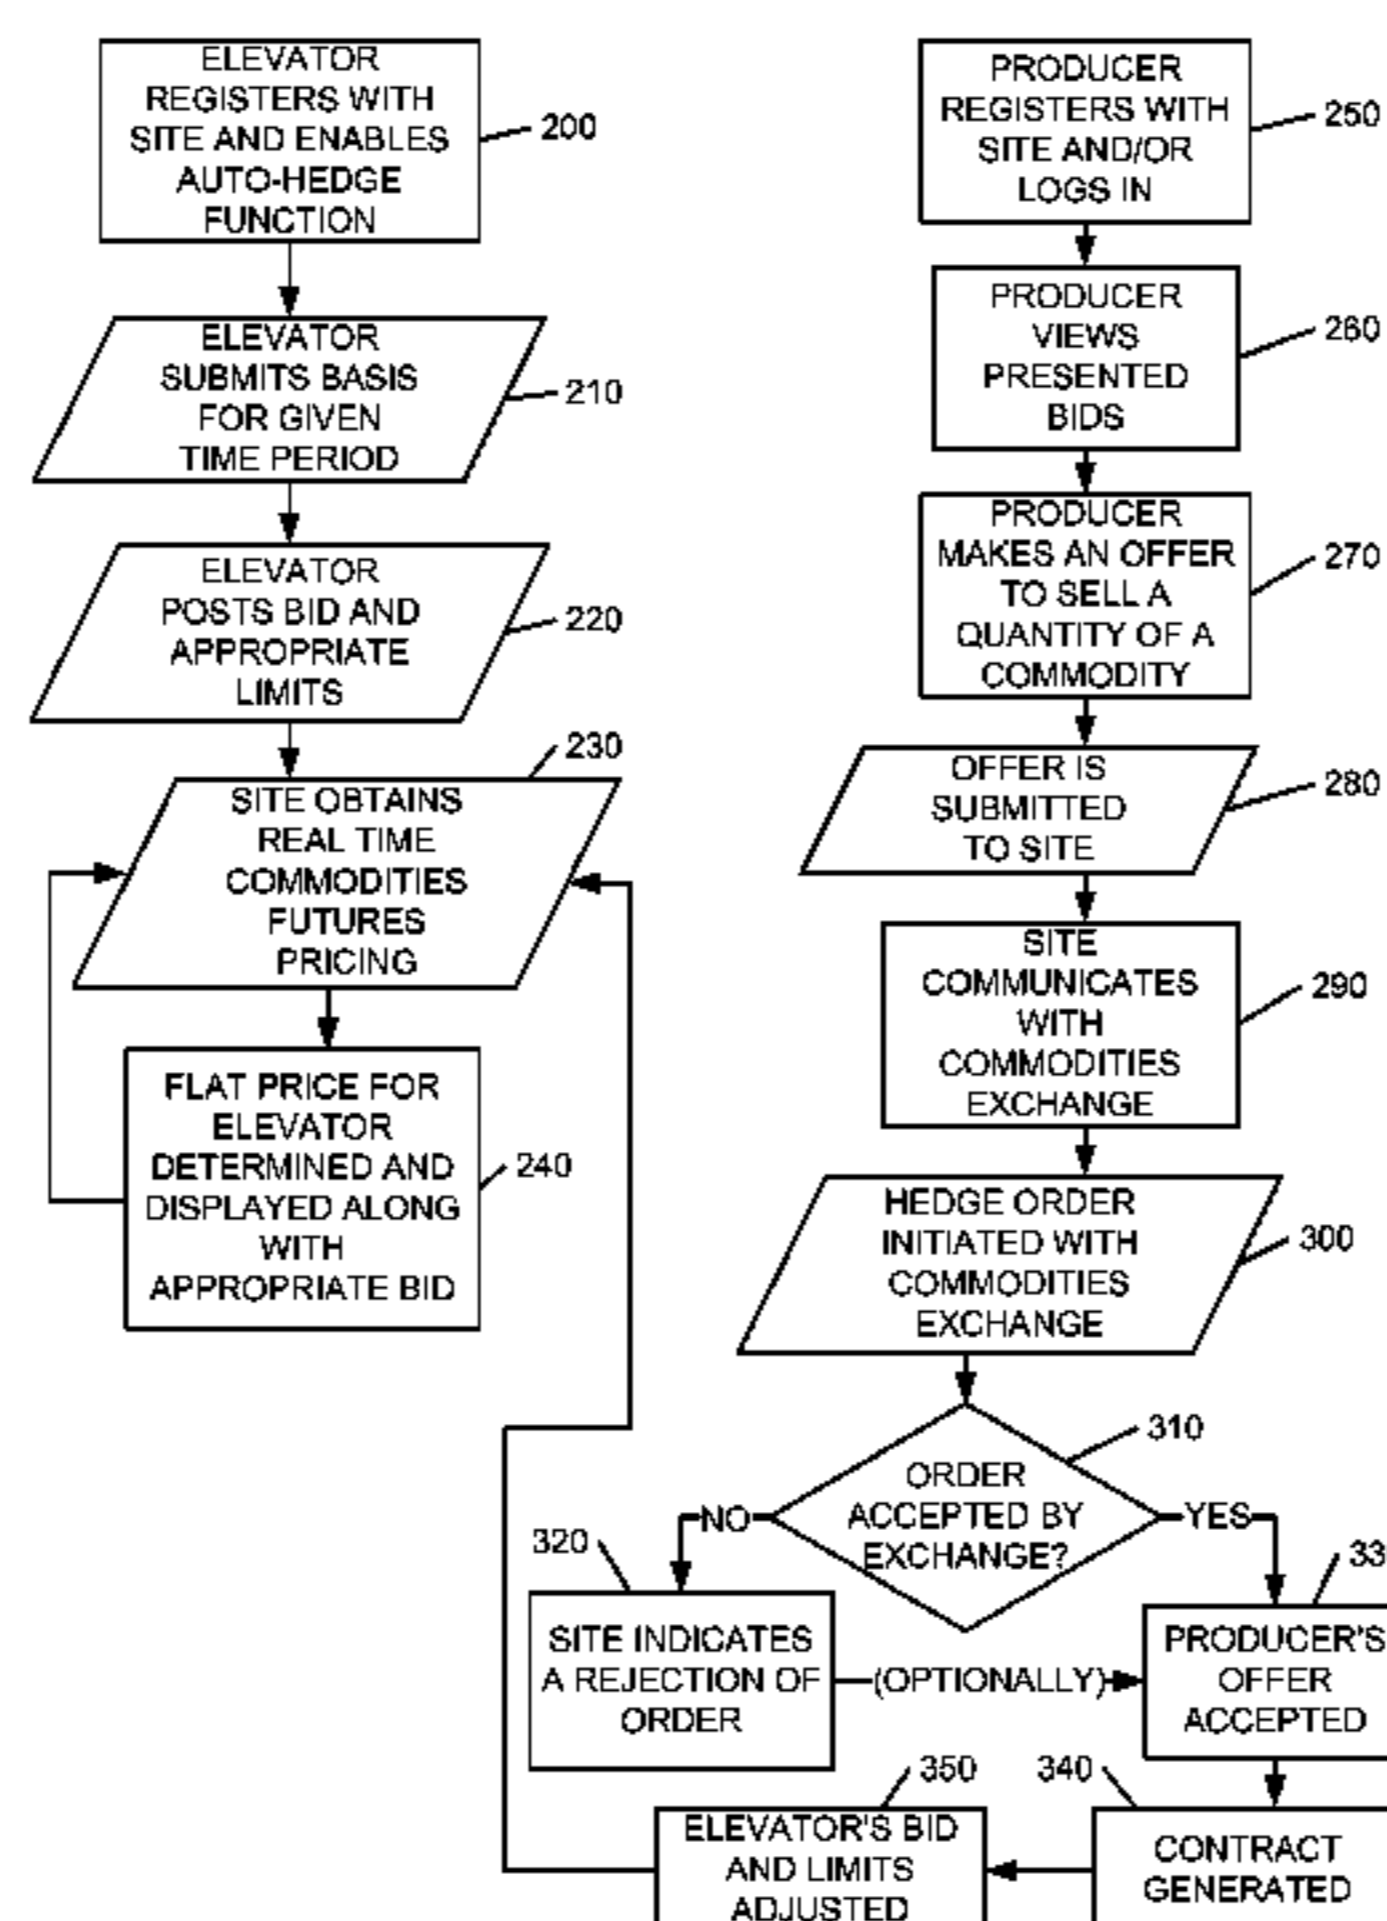 ELEVATOR
REGISTERS WITH
SITE AND ENABLES
AUTO-HEDGE
FUNCTION
200
ELEVATOR
SUBMITS BASIS
FOR GIVEN
TIME PERIOD
210
ELEVATOR
POSTS BID AND
APPROPRIATE
LIMITS
220
230
SITE OBTAINS
REAL TIME
COMMODITIES
FUTURES
PRICING
FLAT PRICE FOR
ELEVATOR
DETERMINED AND
DISPLAYED ALONG
WITH
APPROPRIATE BID
240
PRODUCER
REGISTERS WITH
SITE AND/OR
LOGS IN
250
PRODUCER
VIEWS
PRESENTED
BIDS
260
PRODUCER
MAKES AN OFFER
TO SELL A
QUANTITY OF A
COMMODITY
270
OFFER IS
SUBMITTED
TO SITE
280
SITE
COMMUNICATES
WITH
COMMODITIES
EXCHANGE
290
HEDGE ORDER
INITIATED WITH
COMMODITIES
EXCHANGE
300
310
ORDER
ACCEPTED BY
EXCHANGE?
NO
YES
320
SITE INDICATES
A REJECTION OF
ORDER
(OPTIONALLY)
PRODUCER'S
OFFER
ACCEPTED
350
340
ELEVATOR'S BID
AND LIMITS
ADJUSTED
CONTRACT
GENERATED